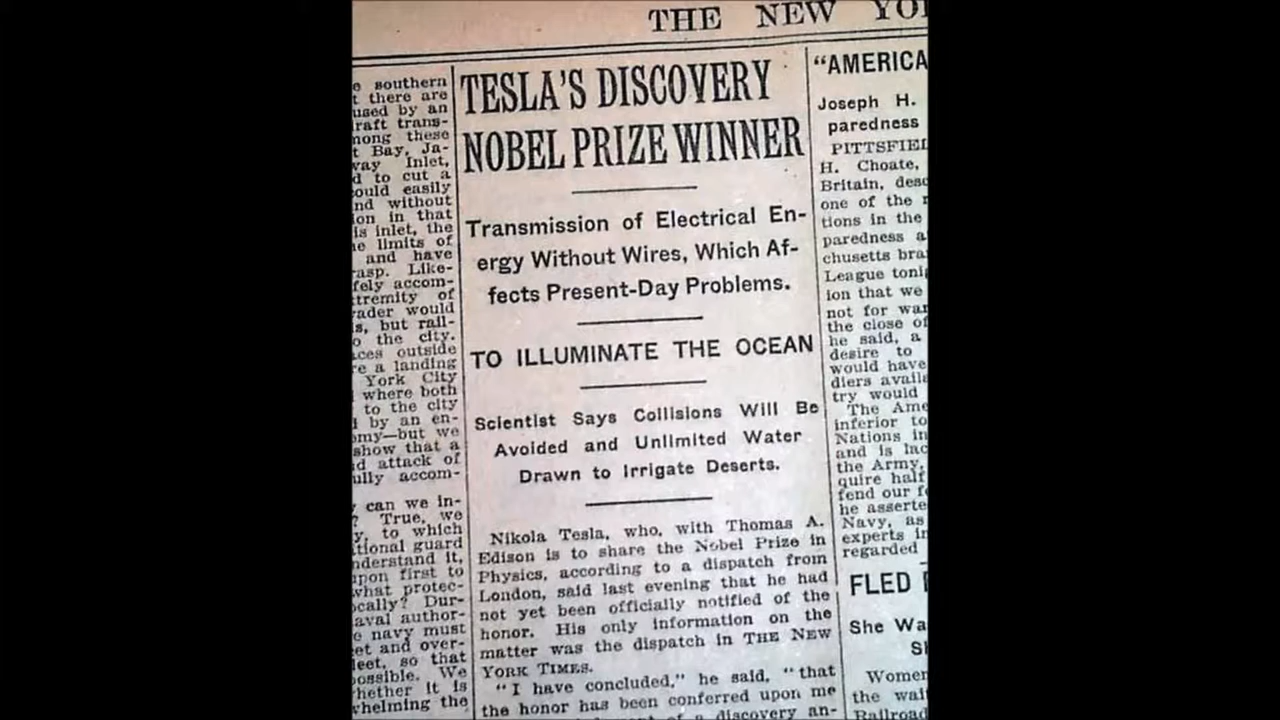 THE NEW
southern
t there are
used by an
raft trans-
mong these
t Bay, Ja-
way Inlet,
d to cut a
ould easily
nd without
ion in that
is inlet, the
e limits of
and have
rasp. Like-
fely accom-
tremity of
ader would
s, but rail-
o the city.
ces outside
re a landing
York City
where both
to the city
d by an en-
my—but we
show that a
d attack of
ully accom-
can we in-
? True, we
y, to which
tional guard
nderstand it,
upon first to
what protec-
ocally? Dur-
aval author-
e navy must
et and over-
leet, so that
possible. We
hether it is
whelming the
TESLA'S DISCOVERY
NOBEL PRIZE WINNER
Transmission of Electrical En-
ergy Without Wires, Which Af-
fects Present-Day Problems.
TO ILLUMINATE THE OCEAN
Scientist Says Collisions Will Be
Avoided and Unlimited Water
Drawn to Irrigate Deserts.
Nikola Tesla, who, with Thomas A.
Edison is to share the Nobel Prize in
Physics, according to a dispatch from
London, said last evening that he had
not yet been officially notified of the
honor. His only information on the
matter was the dispatch in THE NEW
YORK TIMES.
"I have concluded," he said, "that
the honor has been conferred upon me
of a discovery an-
"AMERICA
Joseph H.
paredness
PITTSFIEL
H. Choate,
Britain, desc
one of the
tions in the
paredness a
chusetts bra
League toni
ion that we
not for war
the close of
he said, a
desire to
would have
diers avail
try would
The Ame
inferior to
Nations in
and is lac
the Army,
quire half
fend our f
he asserte
Navy, as
experts in
regarded
FLED
She Wa
S
Women
the wai
Railroad